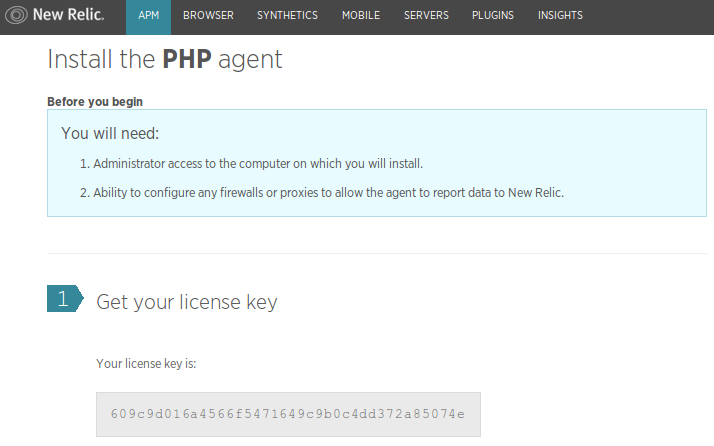 New Relic. APM BROWSER SYNTHETICS MOBILE SERVERS PLUGINS INSIGHTS
Install the PHP agent
Before you begin
You will need:
1. Administrator access to the computer on which you will install.
2. Ability to configure any firewalls or proxies to allow the agent to report data to New Relic.
1 Get your license key
Your license key is:
609c9d016a4566f5471649c9b0c4dd372a85074e